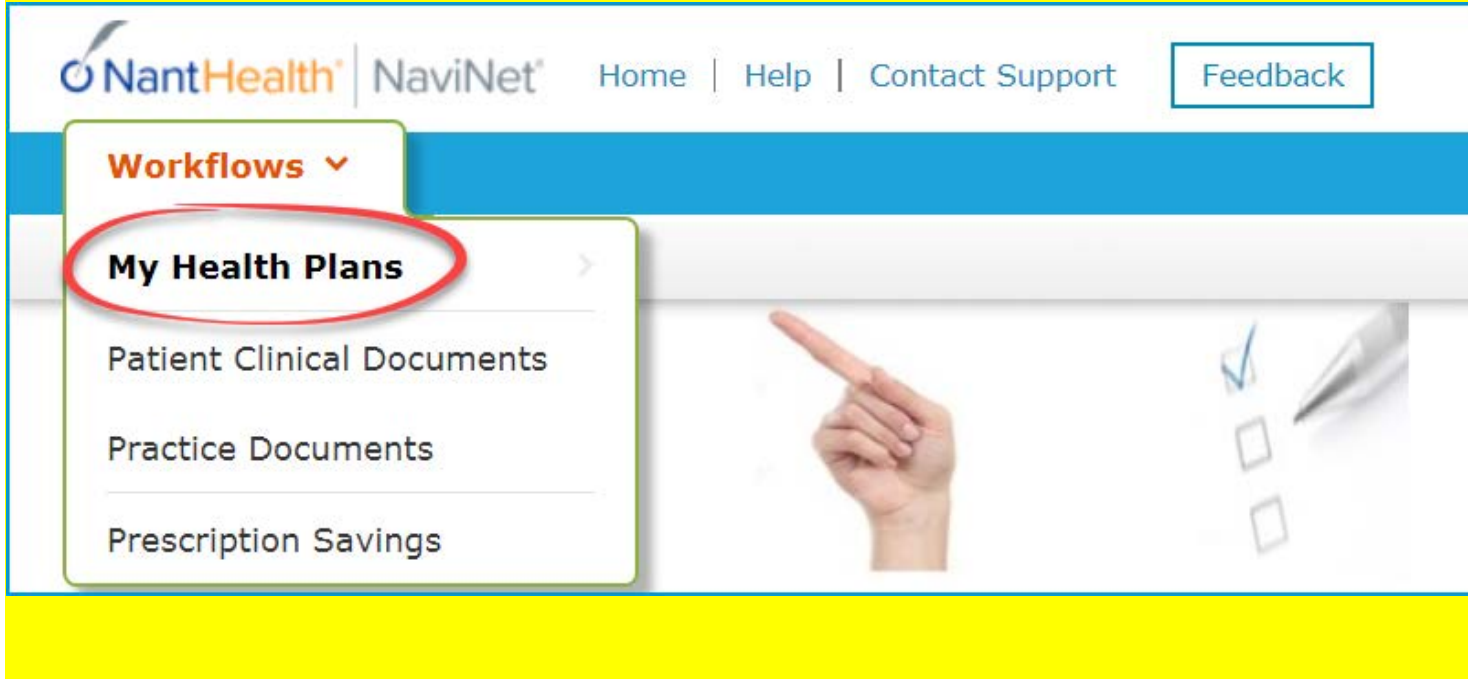 NantHealth® | NaviNet® Home | Help | Contact Support Feedback
Workflows
My Health Plans
Patient Clinical Documents
Practice Documents
Prescription Savings